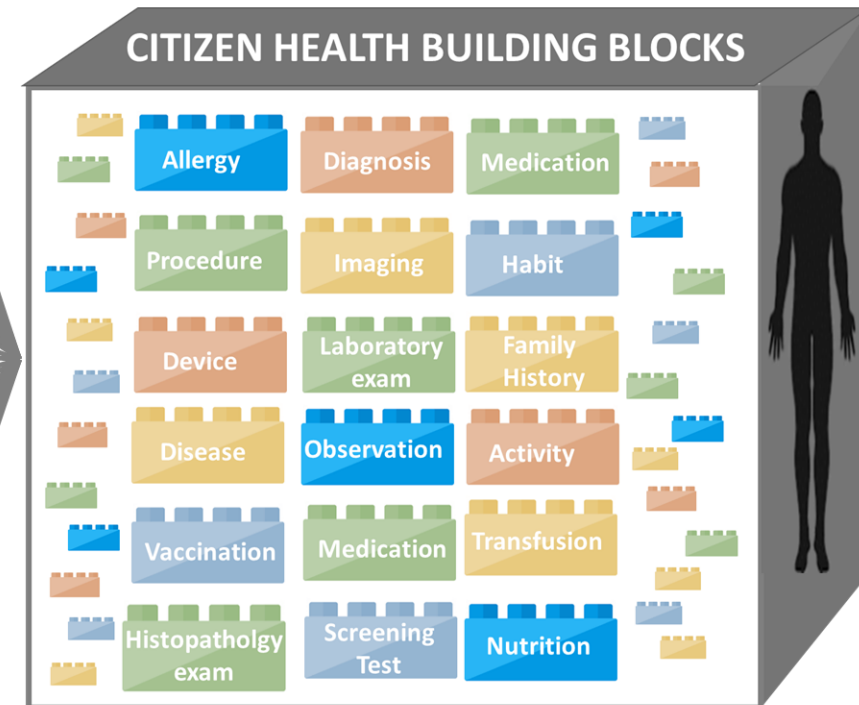 CITIZEN HEALTH BUILDING BLOCKS
Allergy
Diagnosis
Medication
Procedure
Imaging
Habit
Device
Laboratory
exam
Family
History
Disease
Observation
Activity
Vaccination
Medication
Transfusion
Histopatholgy
exam
Screening
Test
Nutrition